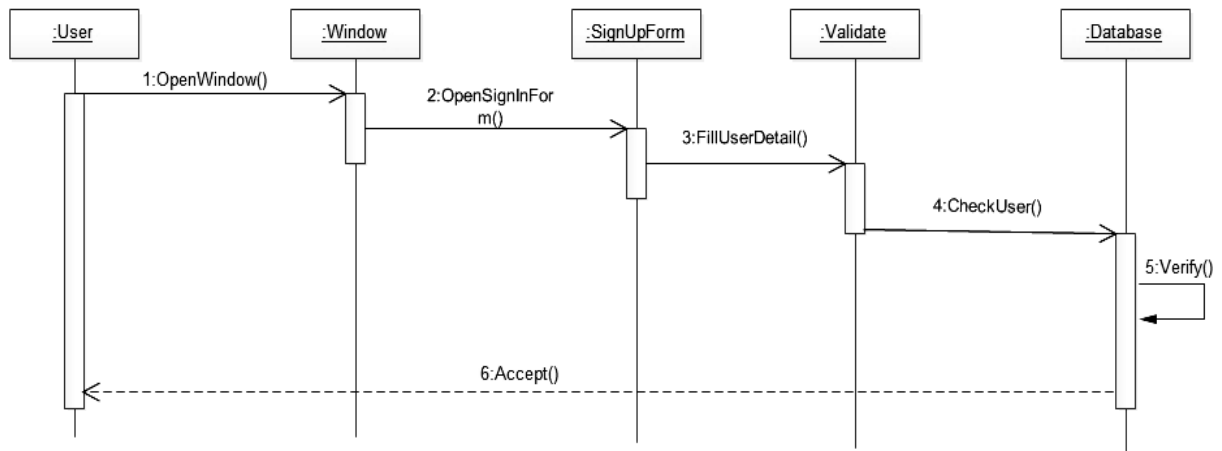 :User
:Window
:SignUpForm
:Validate
:Database
1:OpenWindow()
2:OpenSignInFor
m()
3:FillUserDetail()
4:CheckUser()
5:Verify()
6:Accept()